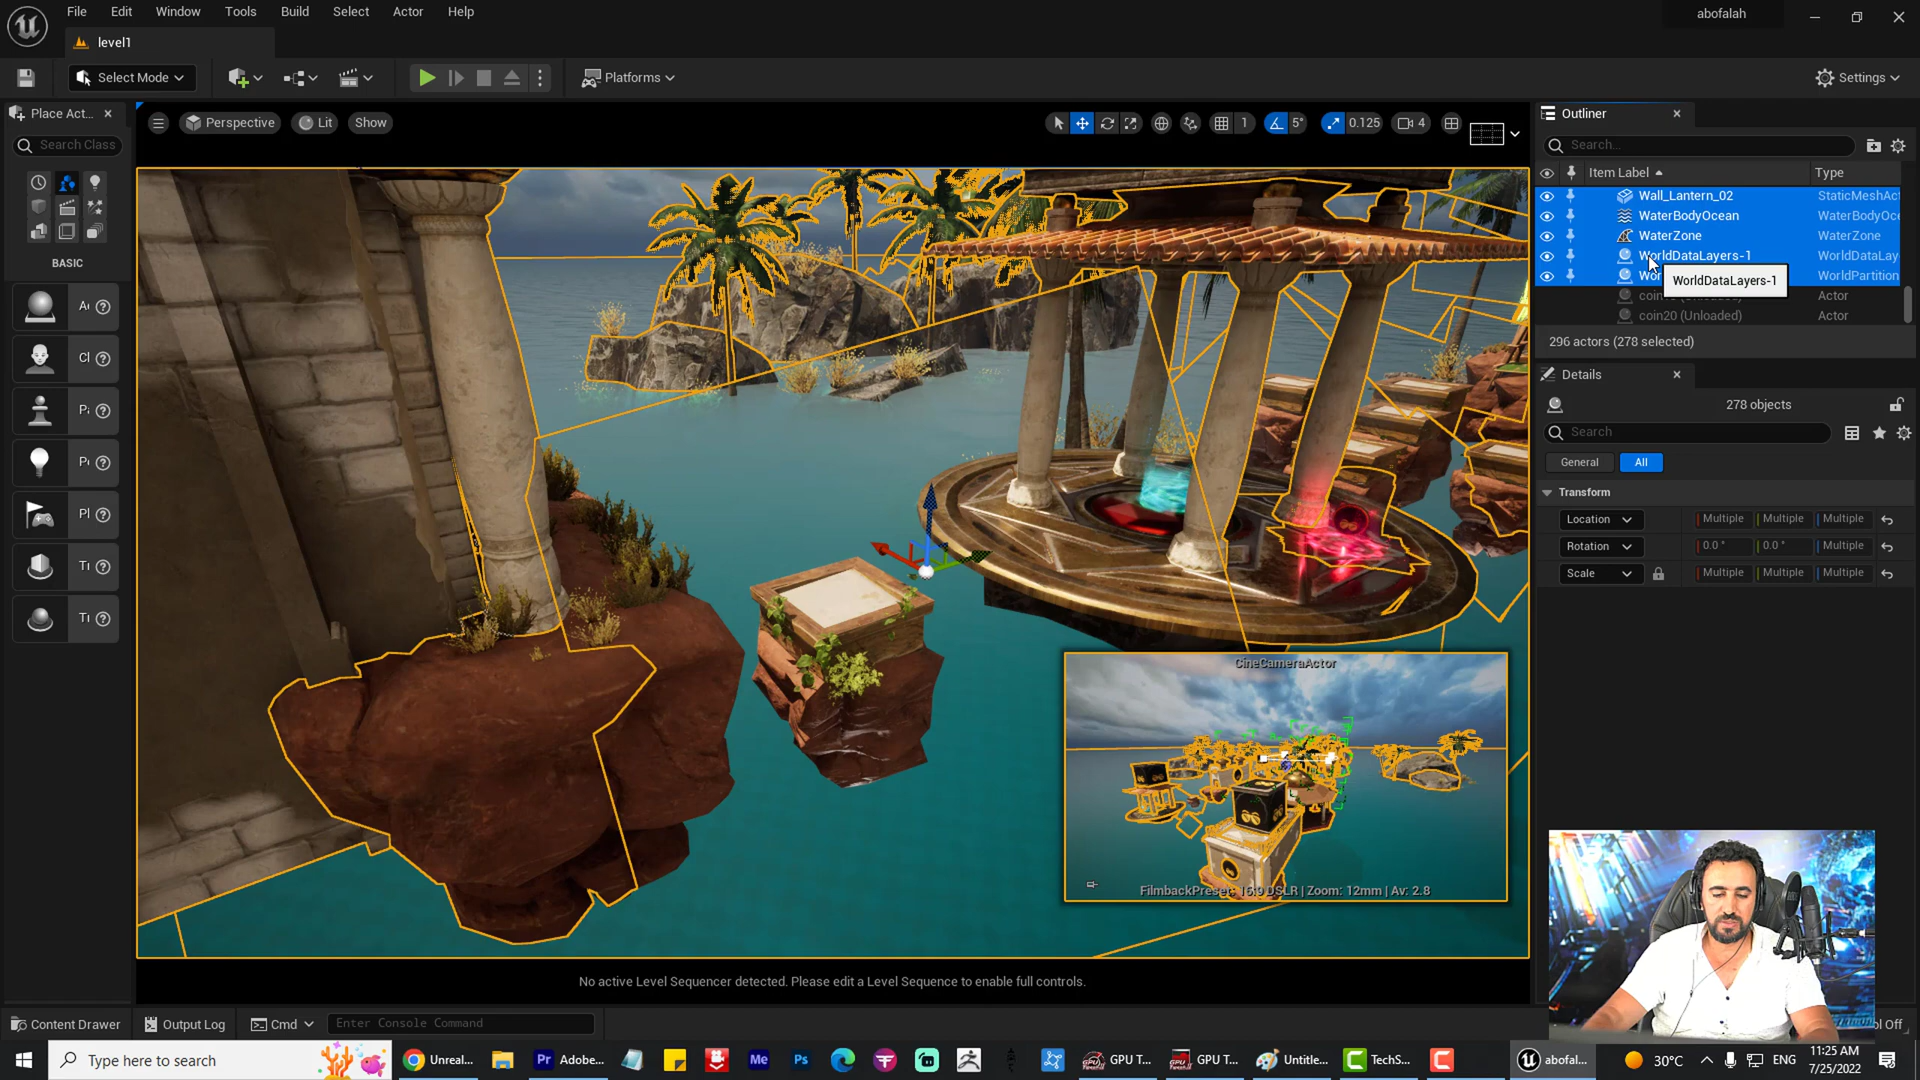 File Edit Window Tools Build Select Actor Help
abofalah
level1
Select Mode
Platforms
Settings
Place Act...
Search Class
BASIC
Perspective
Lit
Show
1
5°
0.125
4
Outliner
Search...
Item Label
Type
Wall_Lantern_02 StaticMeshAct
WaterBodyOcean WaterBodyOce
WaterZone WaterZone
WorldDataLayers-1 WorldDataLay
Wor WorldPartition
WorldDataLayers-1
Actor
coin20 (Unloaded) Actor
296 actors (278 selected)
Details
278 objects
Search
General
All
Transform
Location Multiple Multiple Multiple
Rotation 0.0 ° 0.0 ° Multiple
Scale Multiple Multiple Multiple
CineCameraActor
FilmbackPreset: 16:9 DSLR | Zoom: 12mm | Av: 2.8
No active Level Sequencer detected. Please edit a Level Sequence to enable full controls.
Content Drawer
Output Log
Cmd
Enter Console Command
ol Off
Type here to search
Unreal...
Pr
Adobe...
Me
Ps
GPU T...
GPU T...
Untitle...
TechS...
abofal...
30°C
ENG
11:25 AM
7/25/2022